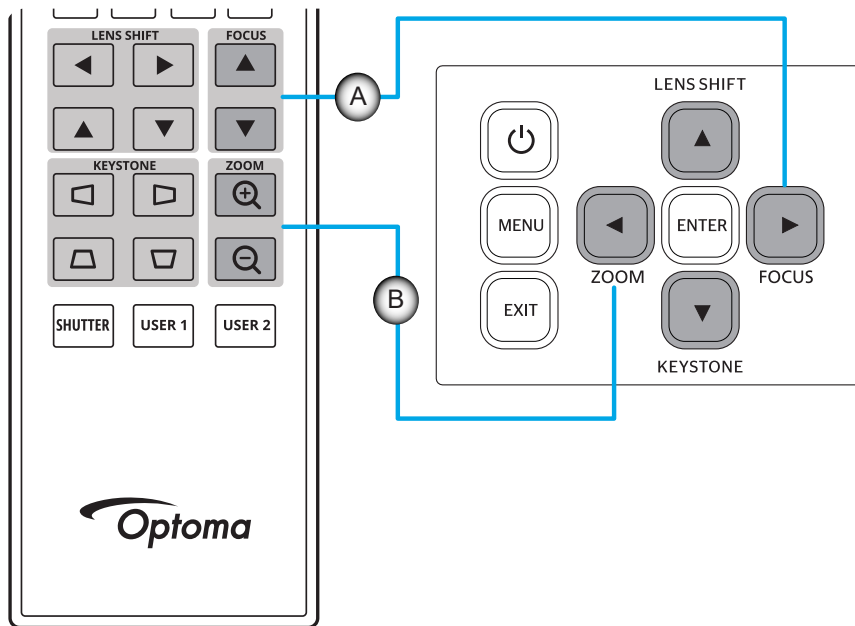 LENS SHIFT
FOCUS
KEYSTONE
ZOOM
SHUTTER
USER 1
USER 2
Optoma
A
B
LENS SHIFT
MENU
ENTER
ZOOM
FOCUS
EXIT
KEYSTONE